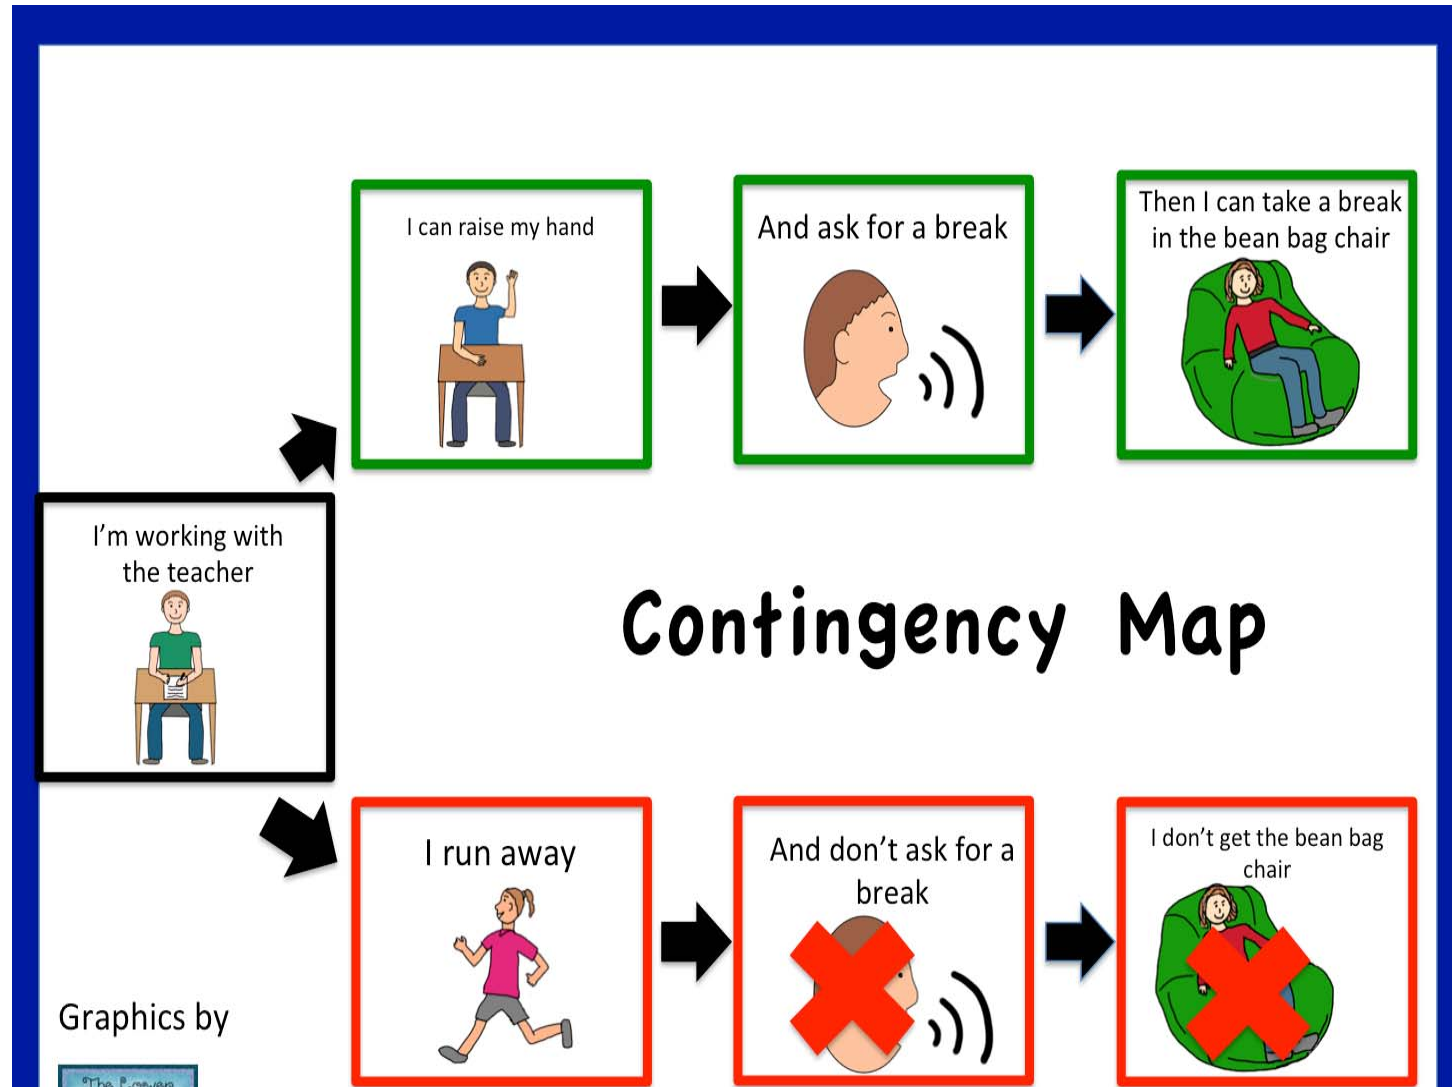 I can raise my hand
And ask for a break
Then I can take a break
in the bean bag chair
I'm working with
the teacher
Contingency Map
I run away
And don't ask for a
break
I don't get the bean bag
chair
Graphics by
The